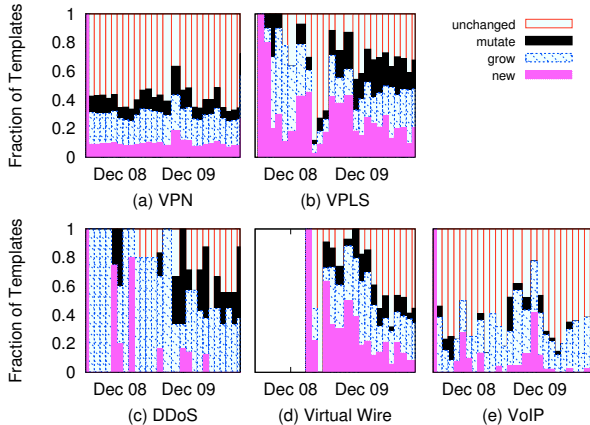 unchanged
mutate
grow
new
Fraction of Templates
1
0.8
0.6
0.4
0.2
0
Dec 08 Dec 09
(a) VPN
Dec 08 Dec 09
(b) VPLS
Fraction of Templates
1
0.8
0.6
0.4
0.2
0
Dec 08 Dec 09
(c) DDoS
Dec 08 Dec 09
(d) Virtual Wire
Dec 08 Dec 09
(e) VoIP